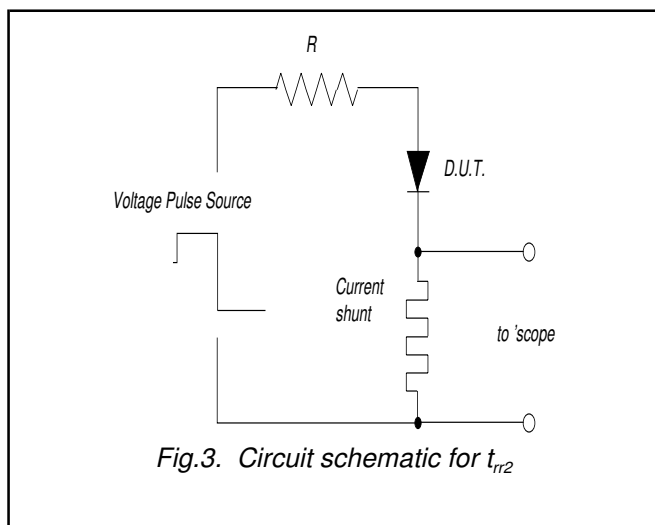 R
D.U.T.
Voltage Pulse Source
Current
shunt
to 'scope
Fig.3. Circuit schematic for trr2